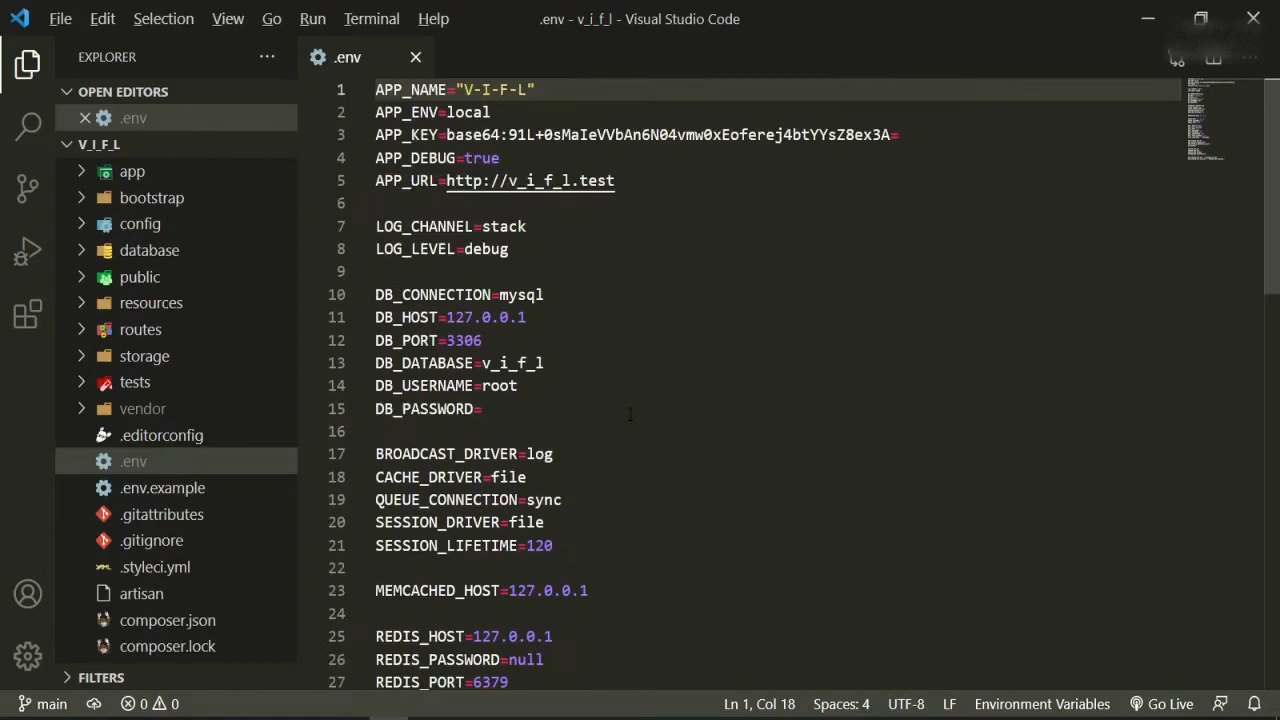 File Edit Selection View Go Run Terminal Help .env - v_i_f_l - Visual Studio Code
EXPLORER
.env
OPEN EDITORS
.env
V_I_F_L
app
bootstrap
config
database
public
resources
routes
storage
tests
vendor
.editorconfig
.env
.env.example
.gitattributes
.gitignore
.styleci.yml
artisan
composer.json
composer.lock
FILTERS
1 APP_NAME="V-I-F-L"
2 APP_ENV=local
3 APP_KEY=base64:91L+0sMaIeVVbAn6N04vmw0xEoferej4btYYsZ8ex3A=
4 APP_DEBUG=true
5 APP_URL=http://v_i_f_l.test
6
7 LOG_CHANNEL=stack
8 LOG_LEVEL=debug
9
10 DB_CONNECTION=mysql
11 DB_HOST=127.0.0.1
12 DB_PORT=3306
13 DB_DATABASE=v_i_f_l
14 DB_USERNAME=root
15 DB_PASSWORD=
16
17 BROADCAST_DRIVER=log
18 CACHE_DRIVER=file
19 QUEUE_CONNECTION=sync
20 SESSION_DRIVER=file
21 SESSION_LIFETIME=120
22
23 MEMCACHED_HOST=127.0.0.1
24
25 REDIS_HOST=127.0.0.1
26 REDIS_PASSWORD=null
27 REDIS_PORT=6379
main 0 0 Ln 1, Col 18 Spaces: 4 UTF-8 LF Environment Variables Go Live